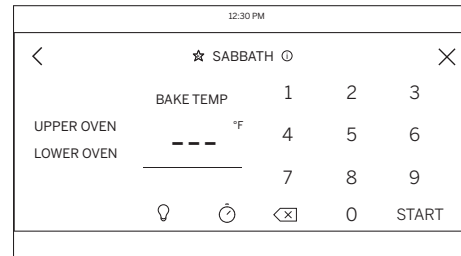 12:30 PM
SABBATH
BAKE TEMP
1 2 3
UPPER OVEN
LOWER OVEN
--- °F
4 5 6
7 8 9
0 START